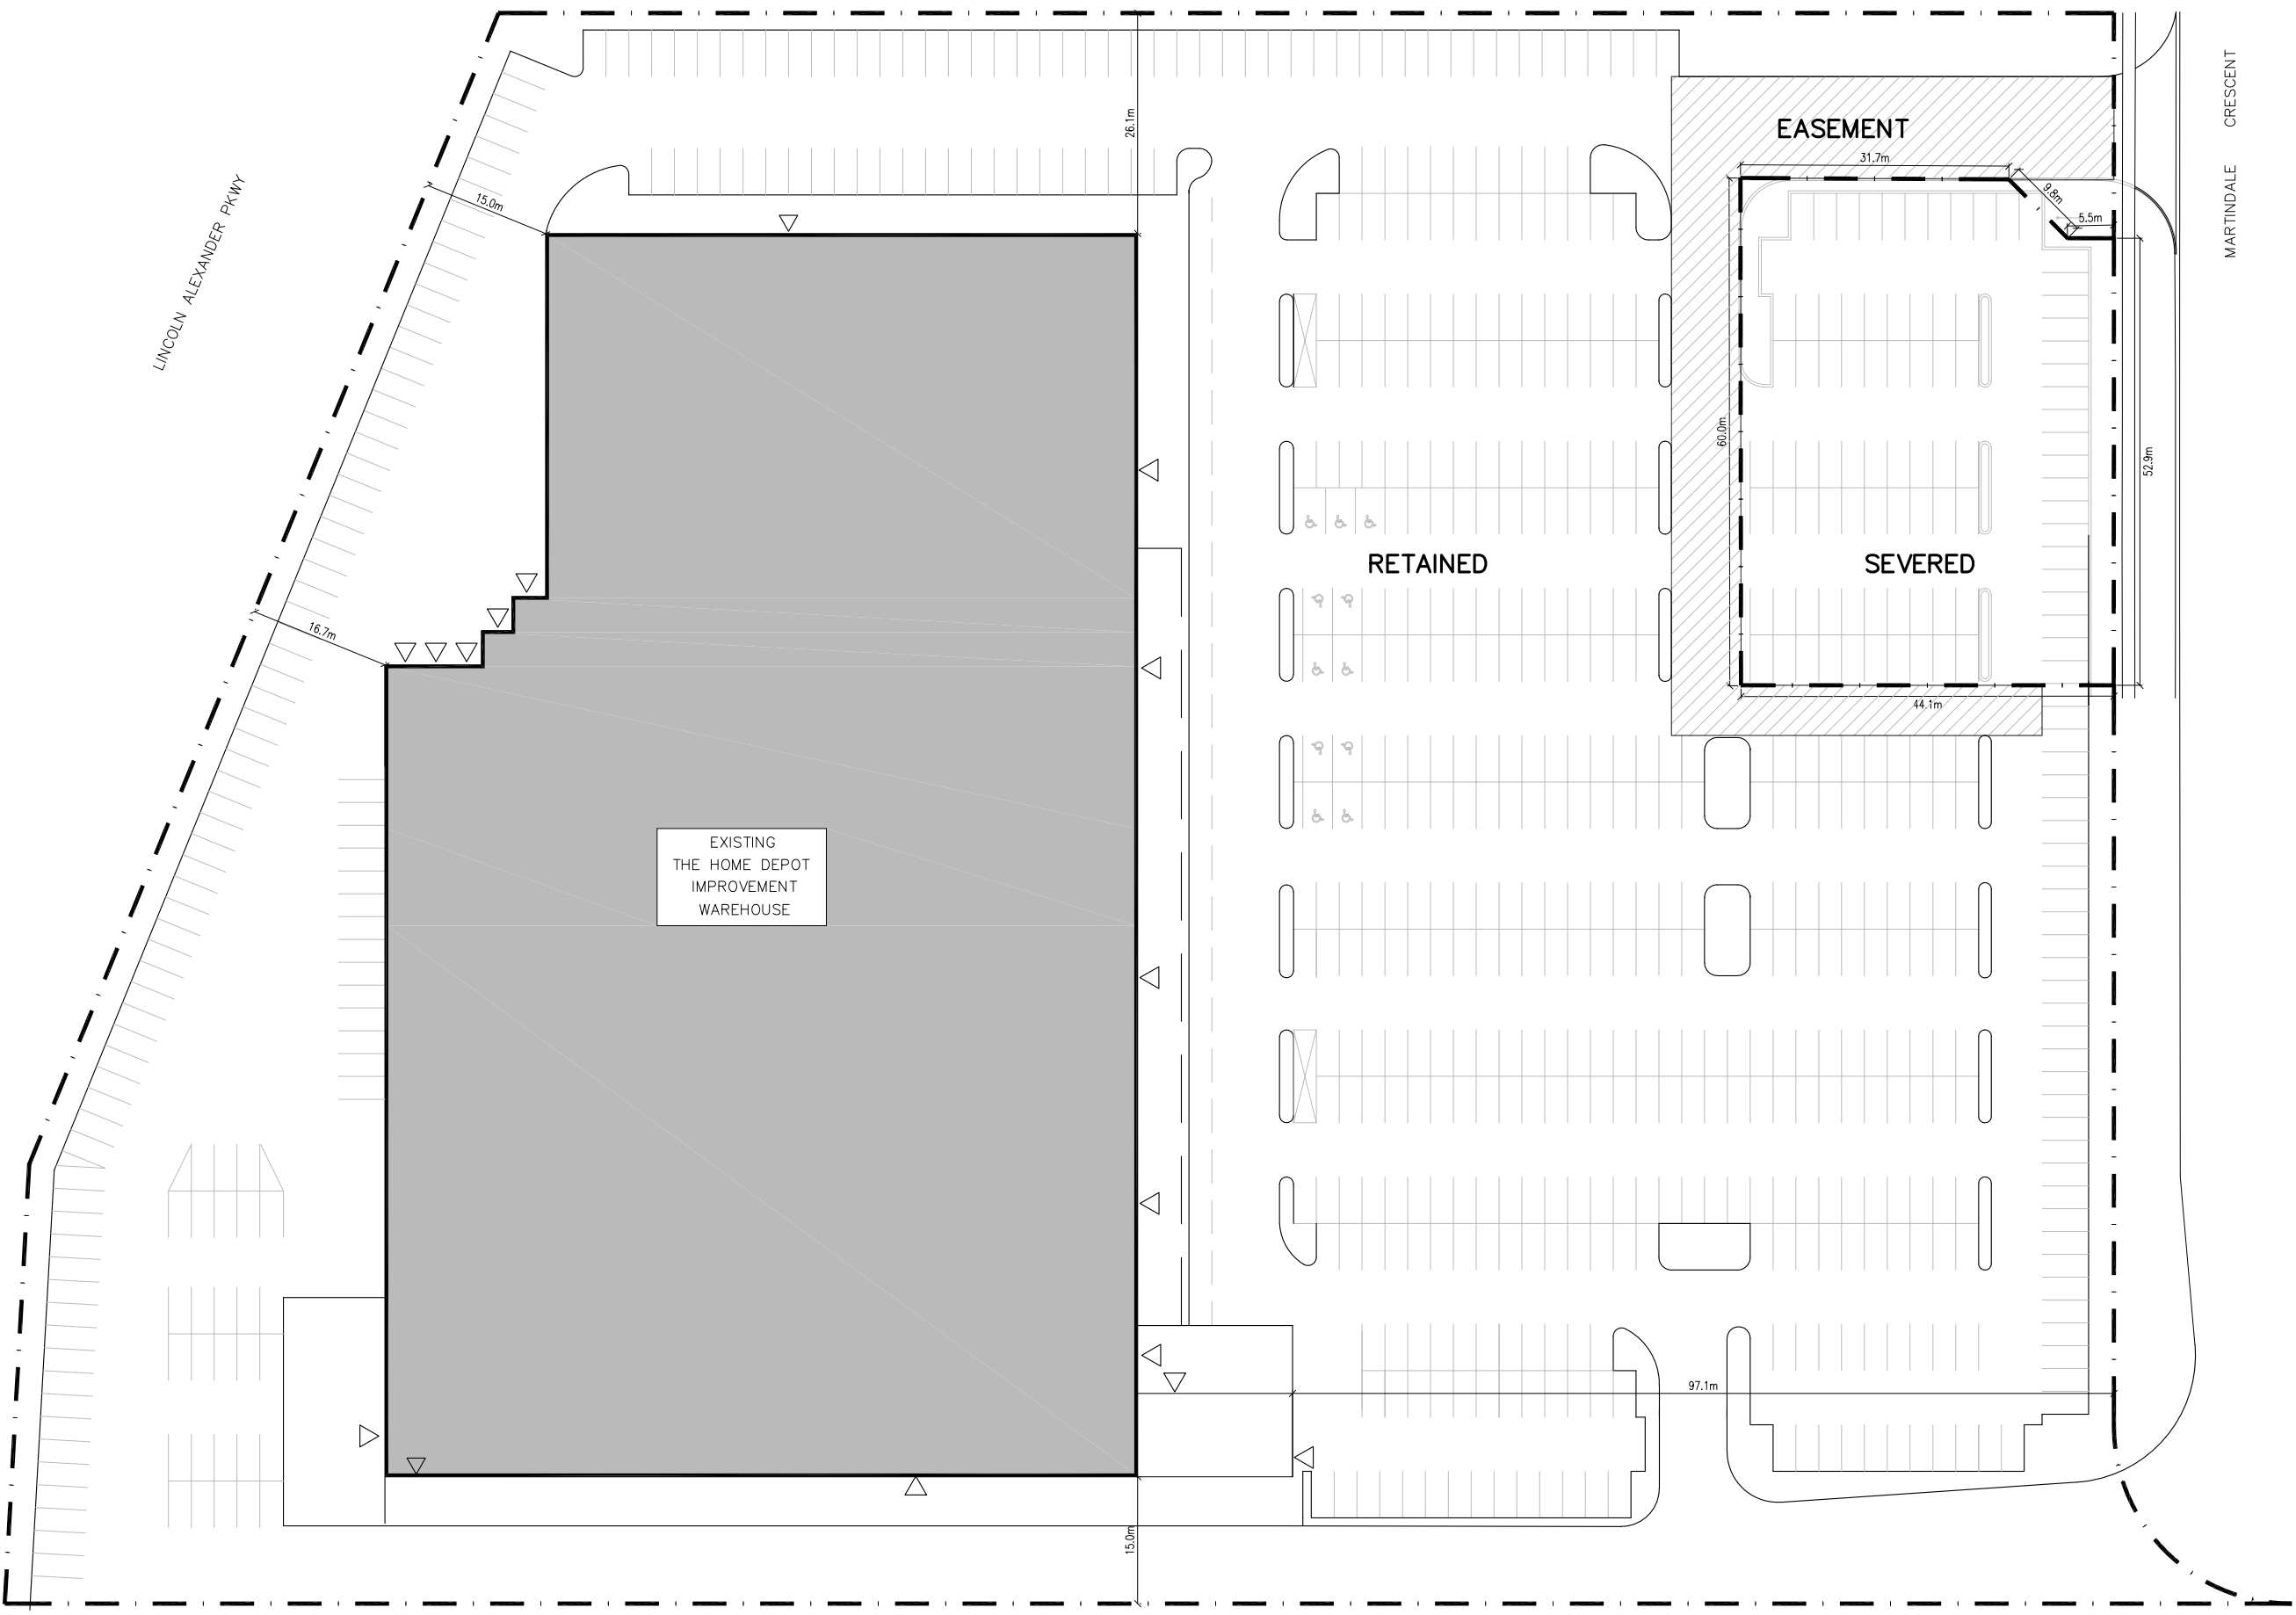 MARTINDALE CRESCENT
26.1m
EASEMENT
31.7m
9.8m
5.5m
LINCOLN ALEXANDER PKWY
15.0m
60.0m
52.9m
RETAINED
SEVERED
16.7m
44.1m
EXISTING
THE HOME DEPOT
IMPROVEMENT
WAREHOUSE
97.1m
15.0m